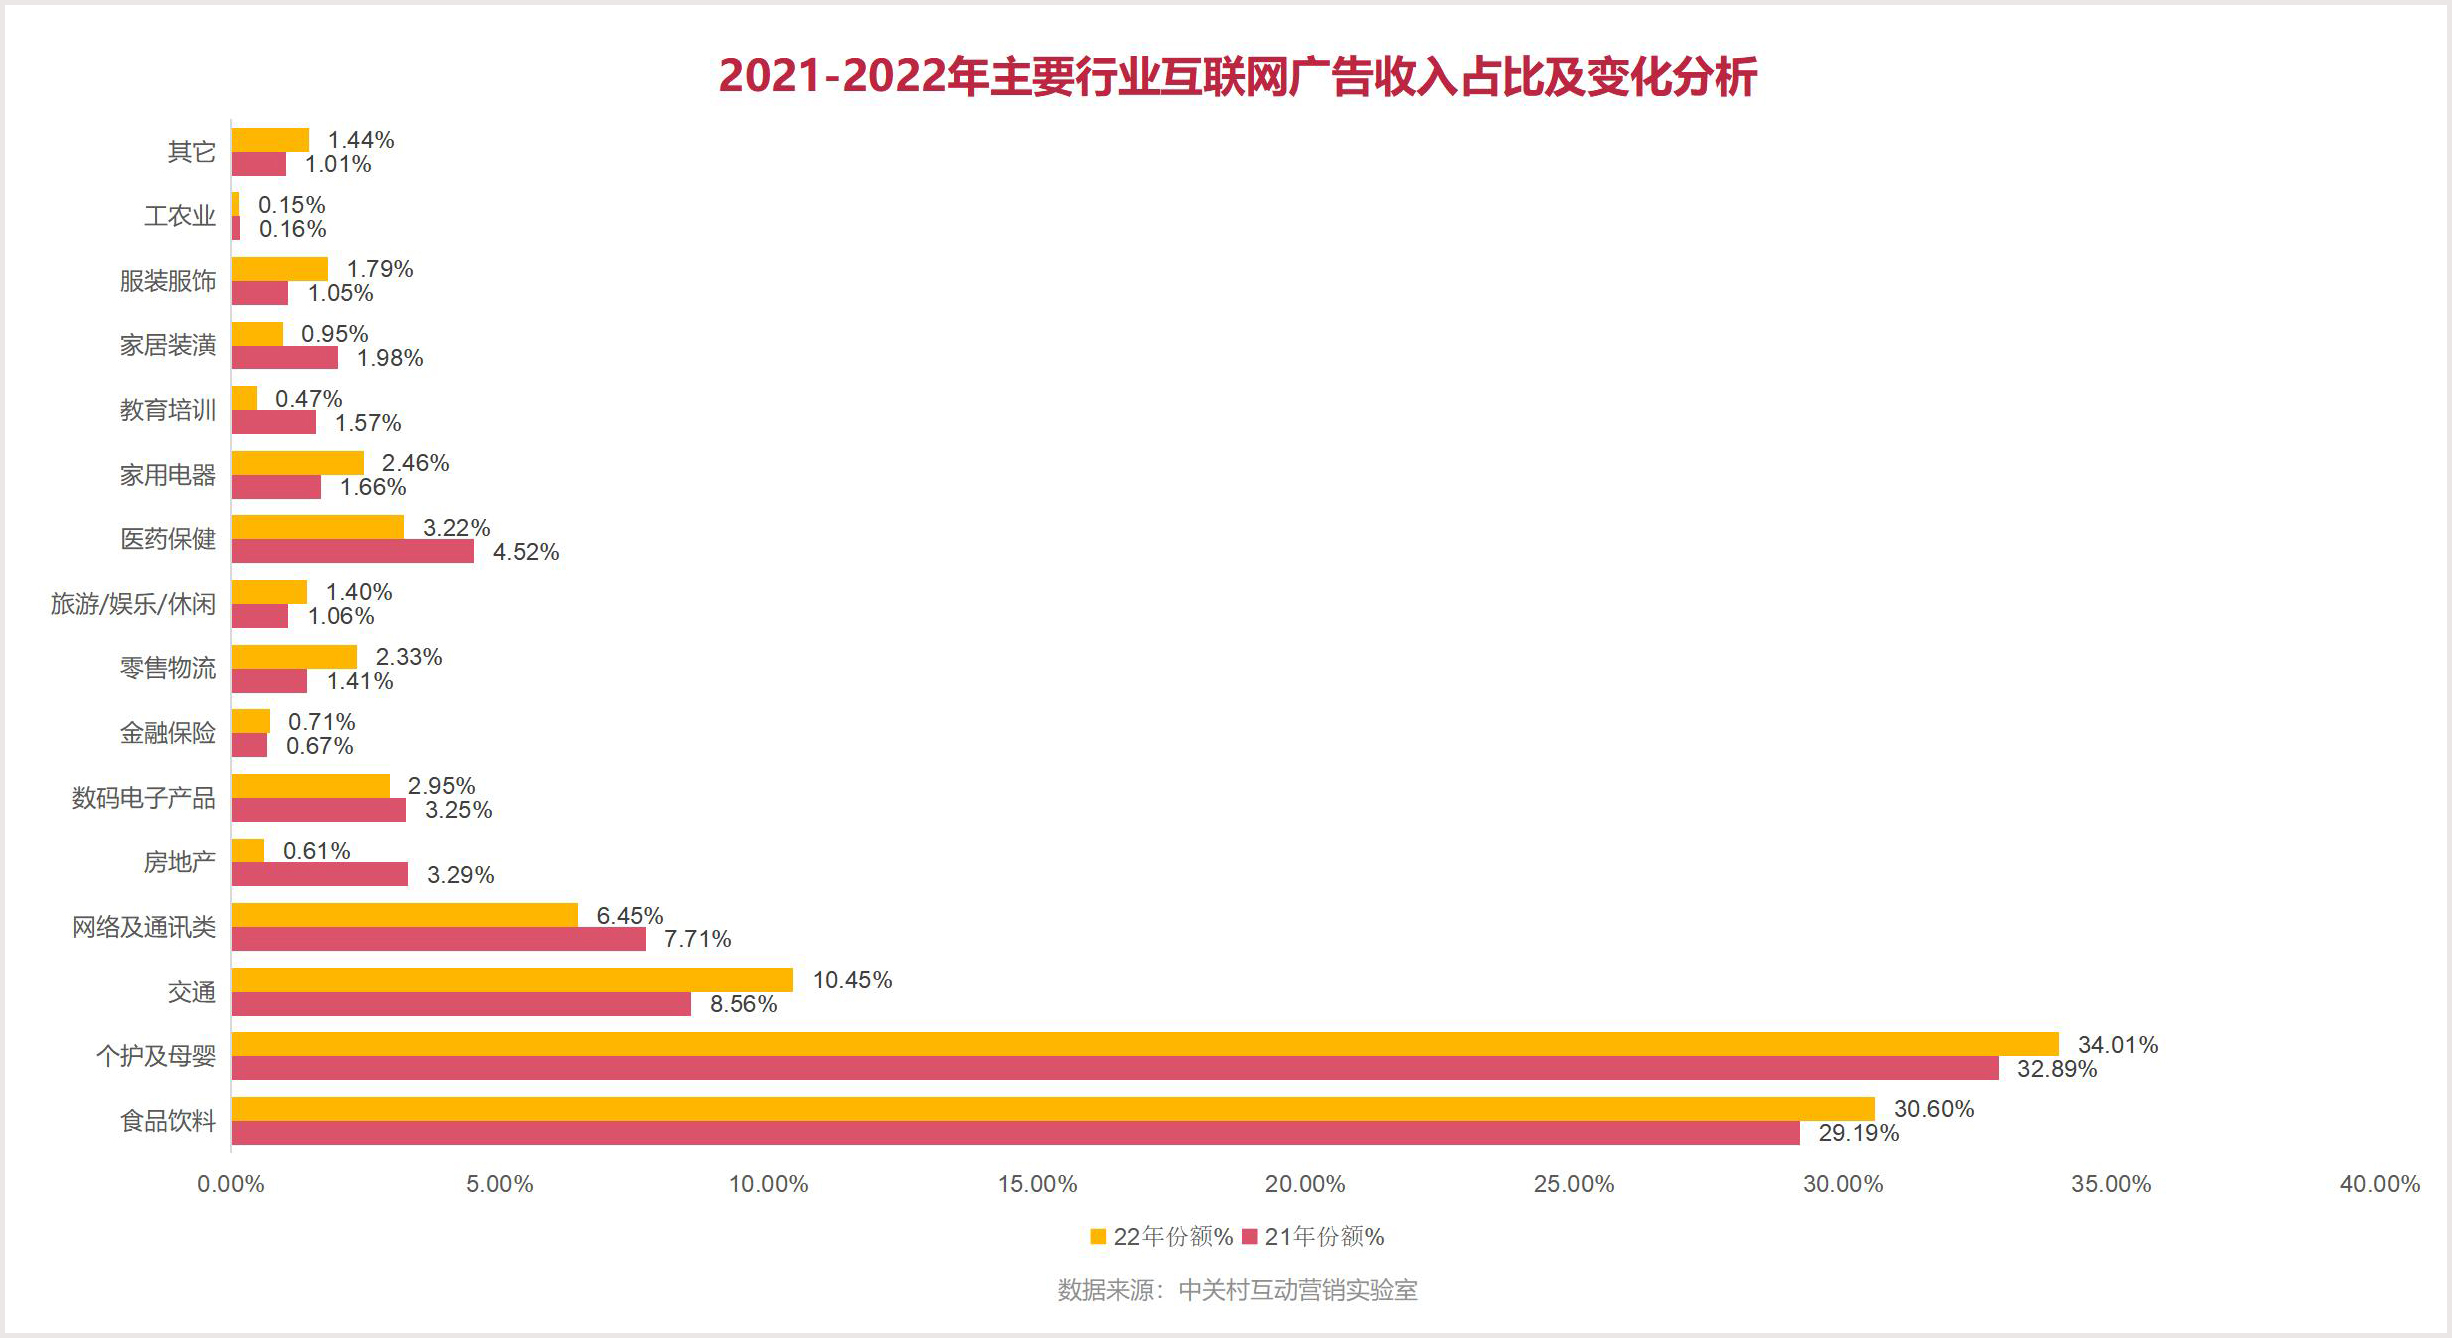 2021-2022年主要行业互联网广告收入占比及变化分析
其它
1.44%
1.01%
工农业
0.15%
0.16%
服装服饰
1.79%
1.05%
家居装潢
0.95%
1.98%
教育培训
0.47%
1.57%
家用电器
2.46%
1.66%
医药保健
3.22%
4.52%
旅游/娱乐/休闲
1.40%
1.06%
零售物流
2.33%
1.41%
金融保险
0.71%
0.67%
数码电子产品
2.95%
3.25%
房地产
0.61%
3.29%
网络及通讯类
6.45%
7.71%
交通
10.45%
8.56%
个护及母婴
34.01%
32.89%
食品饮料
30.60%
29.19%
0.00% 5.00% 10.00% 15.00% 20.00% 25.00% 30.00% 35.00% 40.00%
22年份额% 21年份额%
数据来源：中关村互动营销实验室